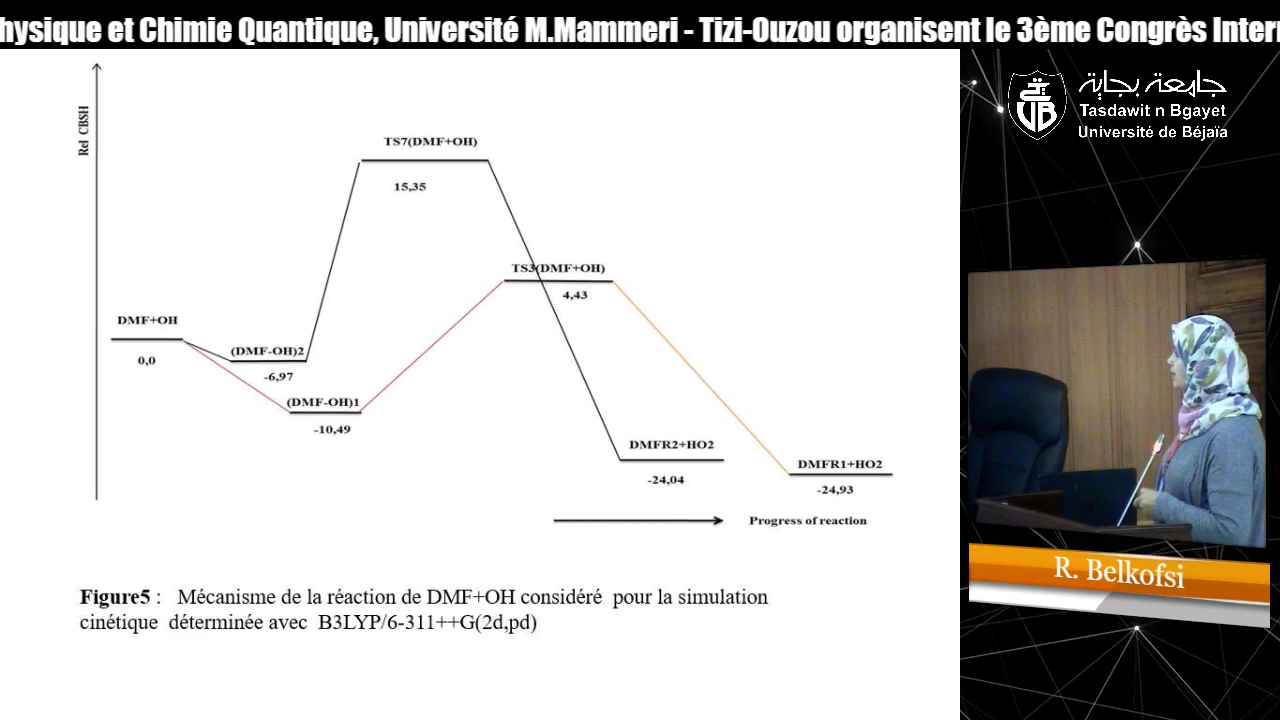 hysique et Chimie Quantique, Université M.Mammeri - Tizi-Ouzou organisent le 3ème Congrès Inter
جامعة بجاية
Tasdawit n Bgayet
Université de Béjaïa
UB
Rel CBSH
TS7(DMF+OH)
15,35
TS3(DMF+OH)
4,43
DMF+OH
0,0
(DMF-OH)2
-6,97
(DMF-OH)1
-10,49
DMFR2+HO2
-24,04
DMFR1+HO2
-24,93
Progress of reaction
Figure5 : Mécanisme de la réaction de DMF+OH considéré pour la simulation
cinétique déterminée avec B3LYP/6-311++G(2d,pd)
R. Belkofsi